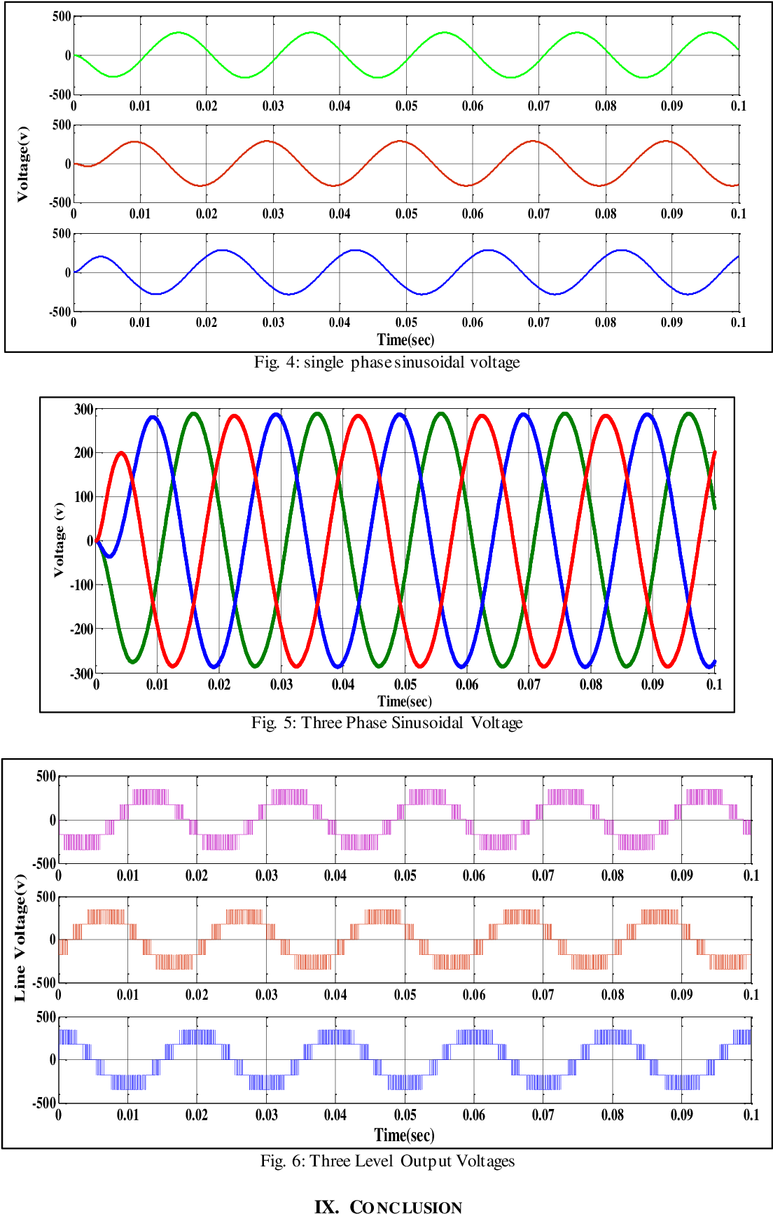 500
0
-500
0 0.01 0.02 0.03 0.04 0.05 0.06 0.07 0.08 0.09 0.1
500
0
-500
0 0.01 0.02 0.03 0.04 0.05 0.06 0.07 0.08 0.09 0.1
Voltage(v)
500
0
-500
0 0.01 0.02 0.03 0.04 0.05 0.06 0.07 0.08 0.09 0.1
Time(sec)
Fig. 4: single phase sinusoidal voltage
300
200
100
0
-100
-200
-300
Voltage (v)
0 0.01 0.02 0.03 0.04 0.05 0.06 0.07 0.08 0.09 0.1
Time(sec)
Fig. 5: Three Phase Sinusoidal Voltage
500
0
-500
0 0.01 0.02 0.03 0.04 0.05 0.06 0.07 0.08 0.09 0.1
500
0
-500
0 0.01 0.02 0.03 0.04 0.05 0.06 0.07 0.08 0.09 0.1
Line Voltage(v)
500
0
-500
0 0.01 0.02 0.03 0.04 0.05 0.06 0.07 0.08 0.09 0.1
Time(sec)
Fig. 6: Three Level Output Voltages
IX. CONCLUSION